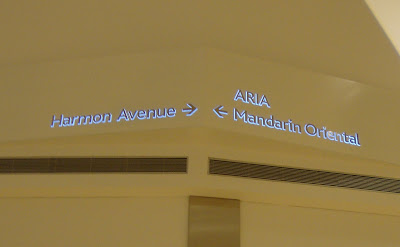 Harmon Avenue →
ARIA
← Mandarin Oriental